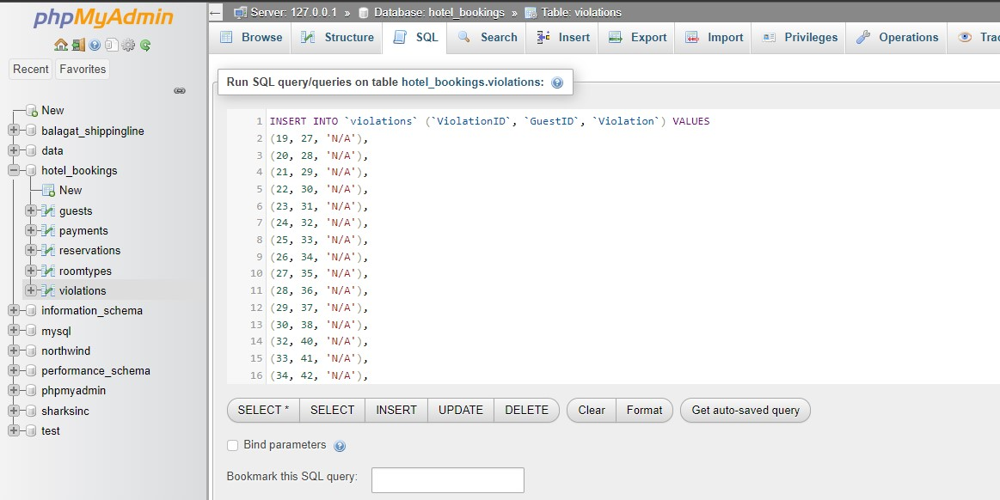 phpMyAdmin
Recent Favorites
New
balagat_shippingline
data
hotel_bookings
New
guests
payments
reservations
roomtypes
violations
information_schema
mysql
northwind
performance_schema
phpmyadmin
sharksinc
test
Server: 127.0.0.1 » Database: hotel_bookings » Table: violations
Browse Structure SQL Search Insert Export Import Privileges Operations Trac
Run SQL query/queries on table hotel_bookings.violations:
1 INSERT INTO `violations` (`ViolationID`, `GuestID`, `Violation`) VALUES
2 (19, 27, 'N/A'),
3 (20, 28, 'N/A'),
4 (21, 29, 'N/A'),
5 (22, 30, 'N/A'),
6 (23, 31, 'N/A'),
7 (24, 32, 'N/A'),
8 (25, 33, 'N/A'),
9 (26, 34, 'N/A'),
10 (27, 35, 'N/A'),
11 (28, 36, 'N/A'),
12 (29, 37, 'N/A'),
13 (30, 38, 'N/A'),
14 (32, 40, 'N/A'),
15 (33, 41, 'N/A'),
16 (34, 42, 'N/A'),
SELECT * SELECT INSERT UPDATE DELETE Clear Format Get auto-saved query
Bind parameters
Bookmark this SQL query: